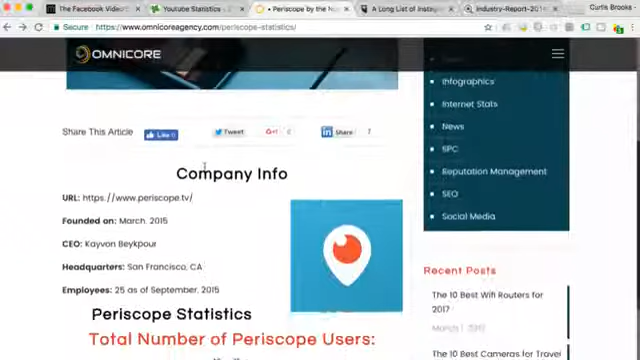 The Facebook Video
Youtube Statistics -
Periscope by the N
A Long List of Instag
Industry-Report-201
Curtis Brooks
Secure https://www.omnicoreagency.com/periscope-statistics/
OMNICORE
Infographics
Internet Stats
News
PPC
Reputation Management
SEO
Social Media
Share This Article
Like 0
Tweet
G+1 0
in Share 7
Company Info
URL: https://www.periscope.tv/
Founded on: March, 2015
CEO: Kayvon Beykpour
Headquarters: San Francisco, CA
Employees: 25 as of September, 2015
Periscope Statistics
Total Number of Periscope Users:
Recent Posts
The 10 Best Wifi Routers for
2017
The 10 Best Cameras for Travel